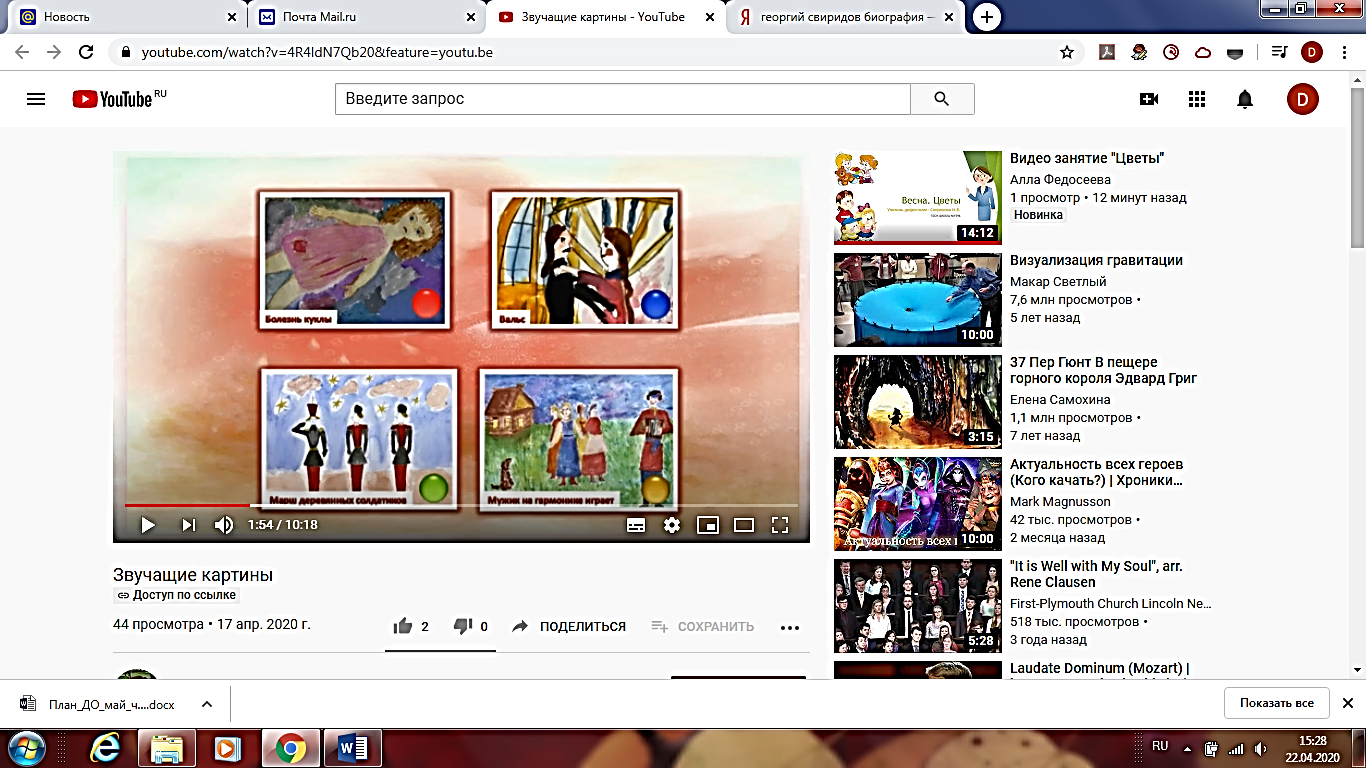 Новость
Почта Mail.ru
Звучащие картины - YouTube
георгий свиридов биография —
youtube.com/watch?v=4R4ldN7Qb20&feature=youtu.be
D
YouTube RU
Введите запрос
D
Болезнь куклы
Вальс
Марш деревянных солдатиков
Мужик на гармонике играет
1:54 / 10:18
Звучащие картины
Доступ по ссылке
44 просмотра • 17 апр. 2020 г.
2
0
ПОДЕЛИТЬСЯ
СОХРАНИТЬ
Весна. Цветы
14:12
Видео занятие "Цветы"
Алла Федосеева
1 просмотр • 12 минут назад
Новинка
10:00
Визуализация гравитации
Макар Светлый
7,6 млн просмотров •
5 лет назад
3:15
37 Пер Гюнт В пещере
горного короля Эдвард Григ
Елена Самохина
1,1 млн просмотров •
7 лет назад
Актуальность всех
10:00
Актуальность всех героев
(Кого качать?) | Хроники...
Mark Magnusson
42 тыс. просмотров •
2 месяца назад
5:28
"It is Well with My Soul", arr.
Rene Clausen
First-Plymouth Church Lincoln Ne...
518 тыс. просмотров •
3 года назад
Laudate Dominum (Mozart) |
План_ДО_май_ч....docx
Показать все
RU
15:28
22.04.2020